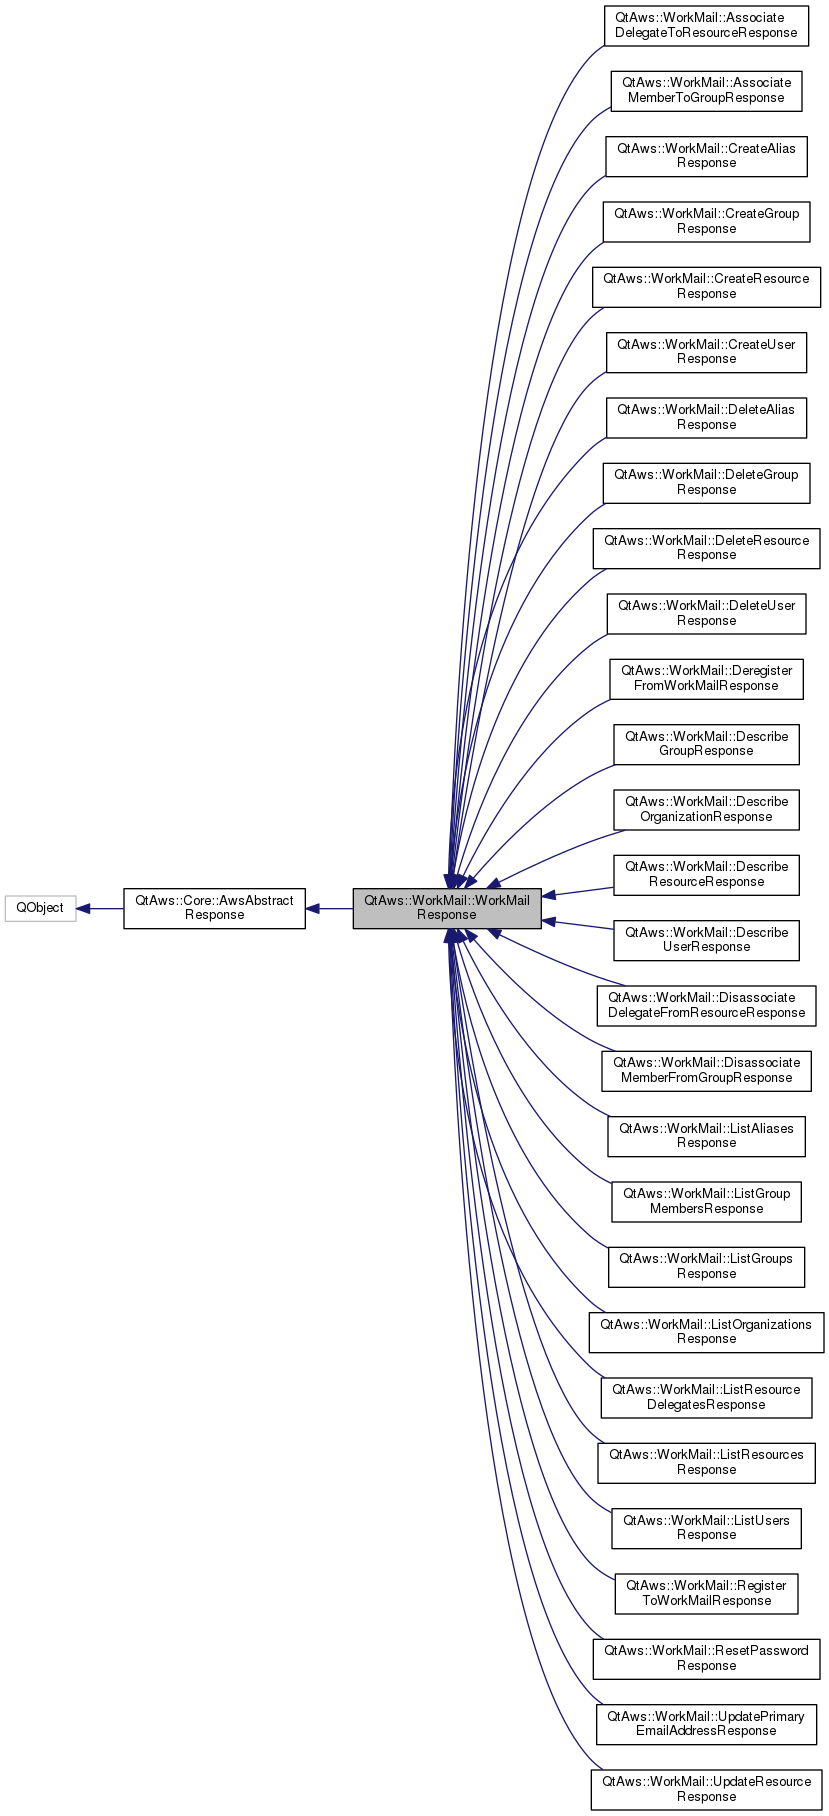 QtAws::WorkMail::Associate
DelegateToResourceResponse
QtAws::WorkMail::Associate
MemberToGroupResponse
QtAws::WorkMail::CreateAlias
Response
QtAws::WorkMail::CreateGroup
Response
QtAws::WorkMail::CreateResource
Response
QtAws::WorkMail::CreateUser
Response
QtAws::WorkMail::DeleteAlias
Response
QtAws::WorkMail::DeleteGroup
Response
QtAws::WorkMail::DeleteResource
Response
QtAws::WorkMail::DeleteUser
Response
QtAws::WorkMail::Deregister
FromWorkMailResponse
QtAws::WorkMail::Describe
GroupResponse
QtAws::WorkMail::Describe
OrganizationResponse
QtAws::WorkMail::Describe
ResourceResponse
QObject
QtAws::Core::AwsAbstract
Response
QtAws::WorkMail::WorkMail
Response
QtAws::WorkMail::Describe
UserResponse
QtAws::WorkMail::Disassociate
DelegateFromResourceResponse
QtAws::WorkMail::Disassociate
MemberFromGroupResponse
QtAws::WorkMail::ListAliases
Response
QtAws::WorkMail::ListGroup
MembersResponse
QtAws::WorkMail::ListGroups
Response
QtAws::WorkMail::ListOrganizations
Response
QtAws::WorkMail::ListResource
DelegatesResponse
QtAws::WorkMail::ListResources
Response
QtAws::WorkMail::ListUsers
Response
QtAws::WorkMail::Register
ToWorkMailResponse
QtAws::WorkMail::ResetPassword
Response
QtAws::WorkMail::UpdatePrimary
EmailAddressResponse
QtAws::WorkMail::UpdateResource
Response